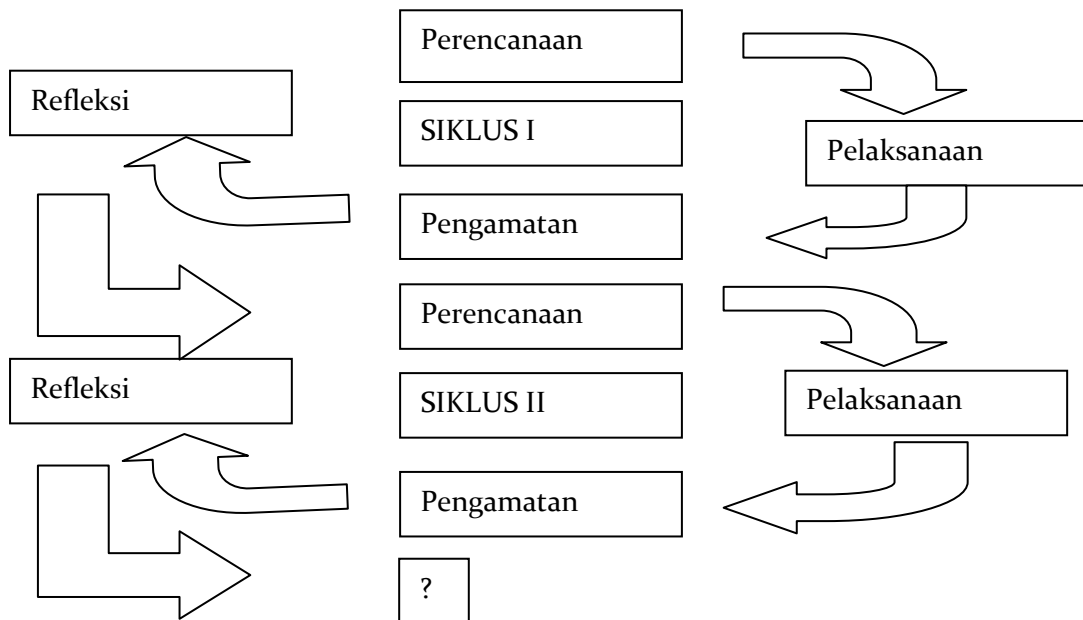 Perencanaan
Refleksi
SIKLUS I
Pelaksanaan
Pengamatan
Perencanaan
Refleksi
SIKLUS II
Pelaksanaan
Pengamatan
?